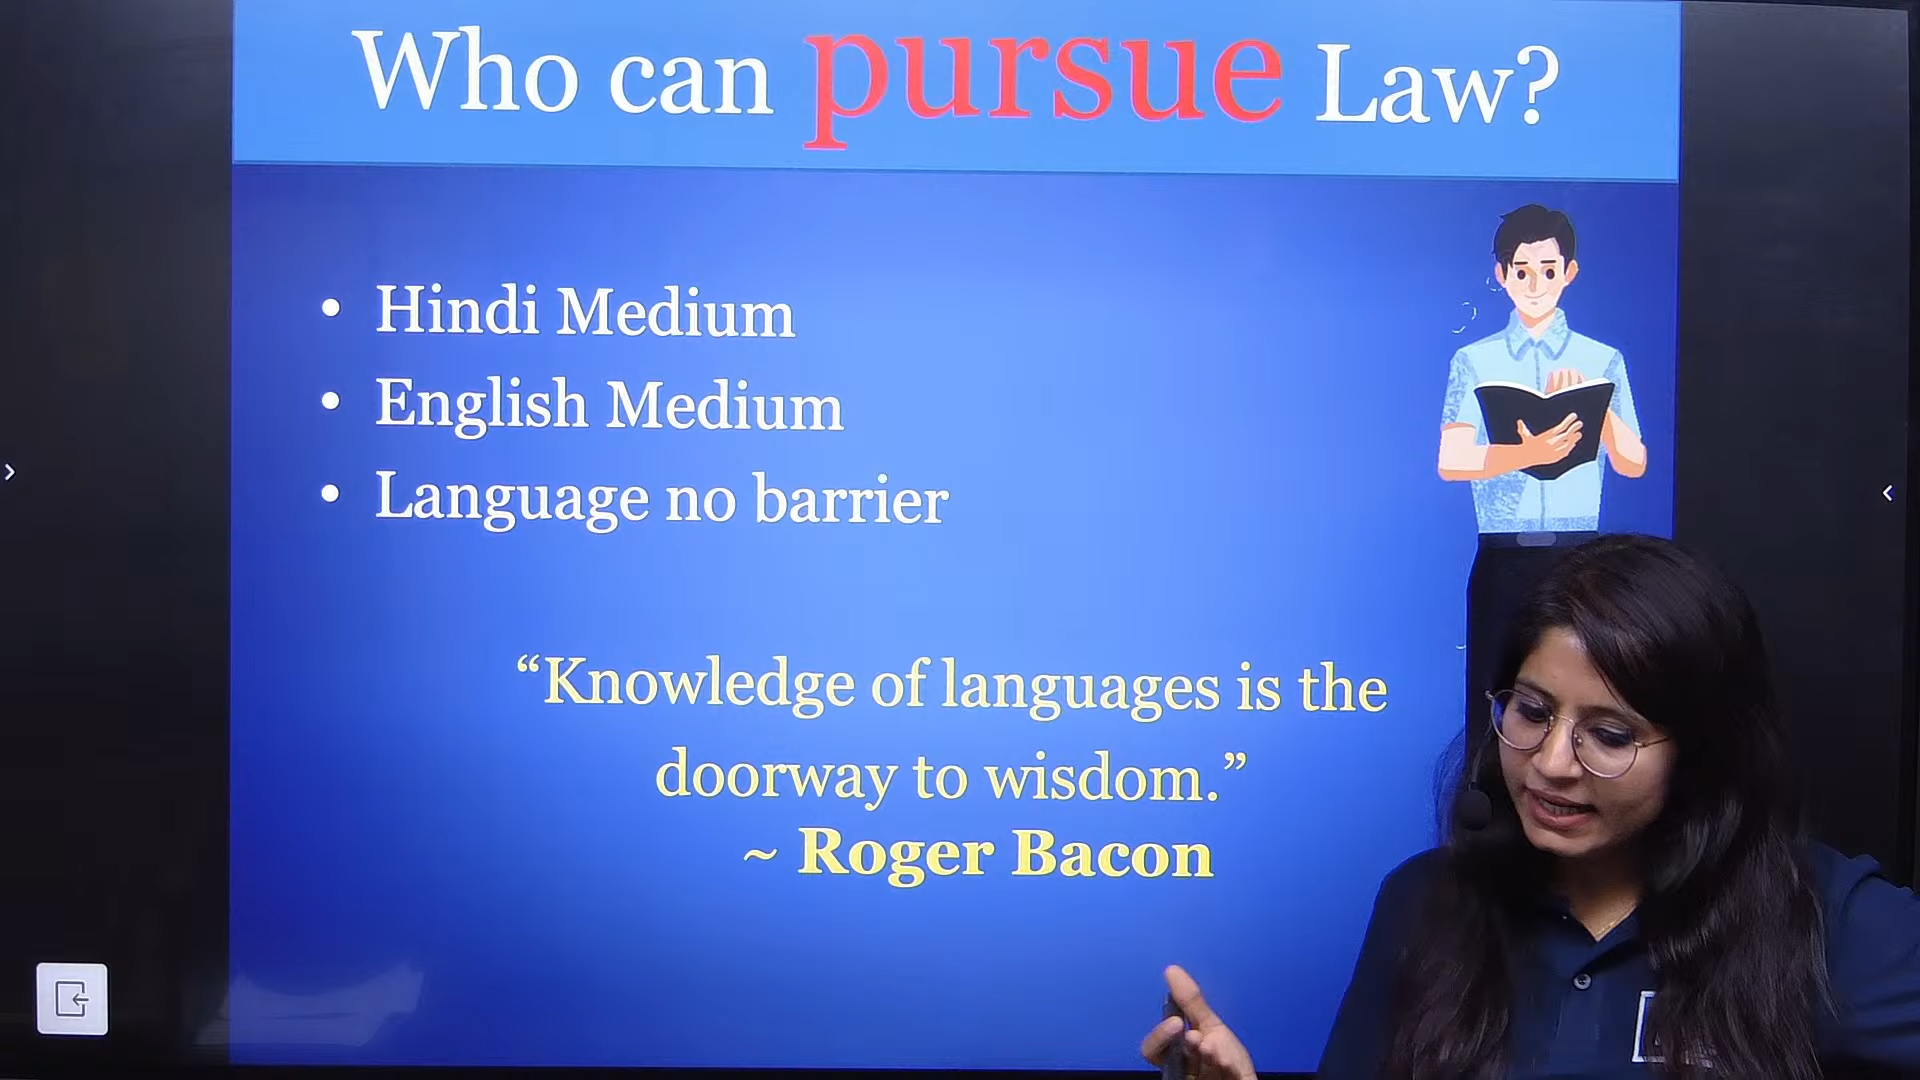 Who can pursue Law?
• Hindi Medium
• English Medium
• Language no barrier
“Knowledge of languages is the
doorway to wisdom.”
~ Roger Bacon